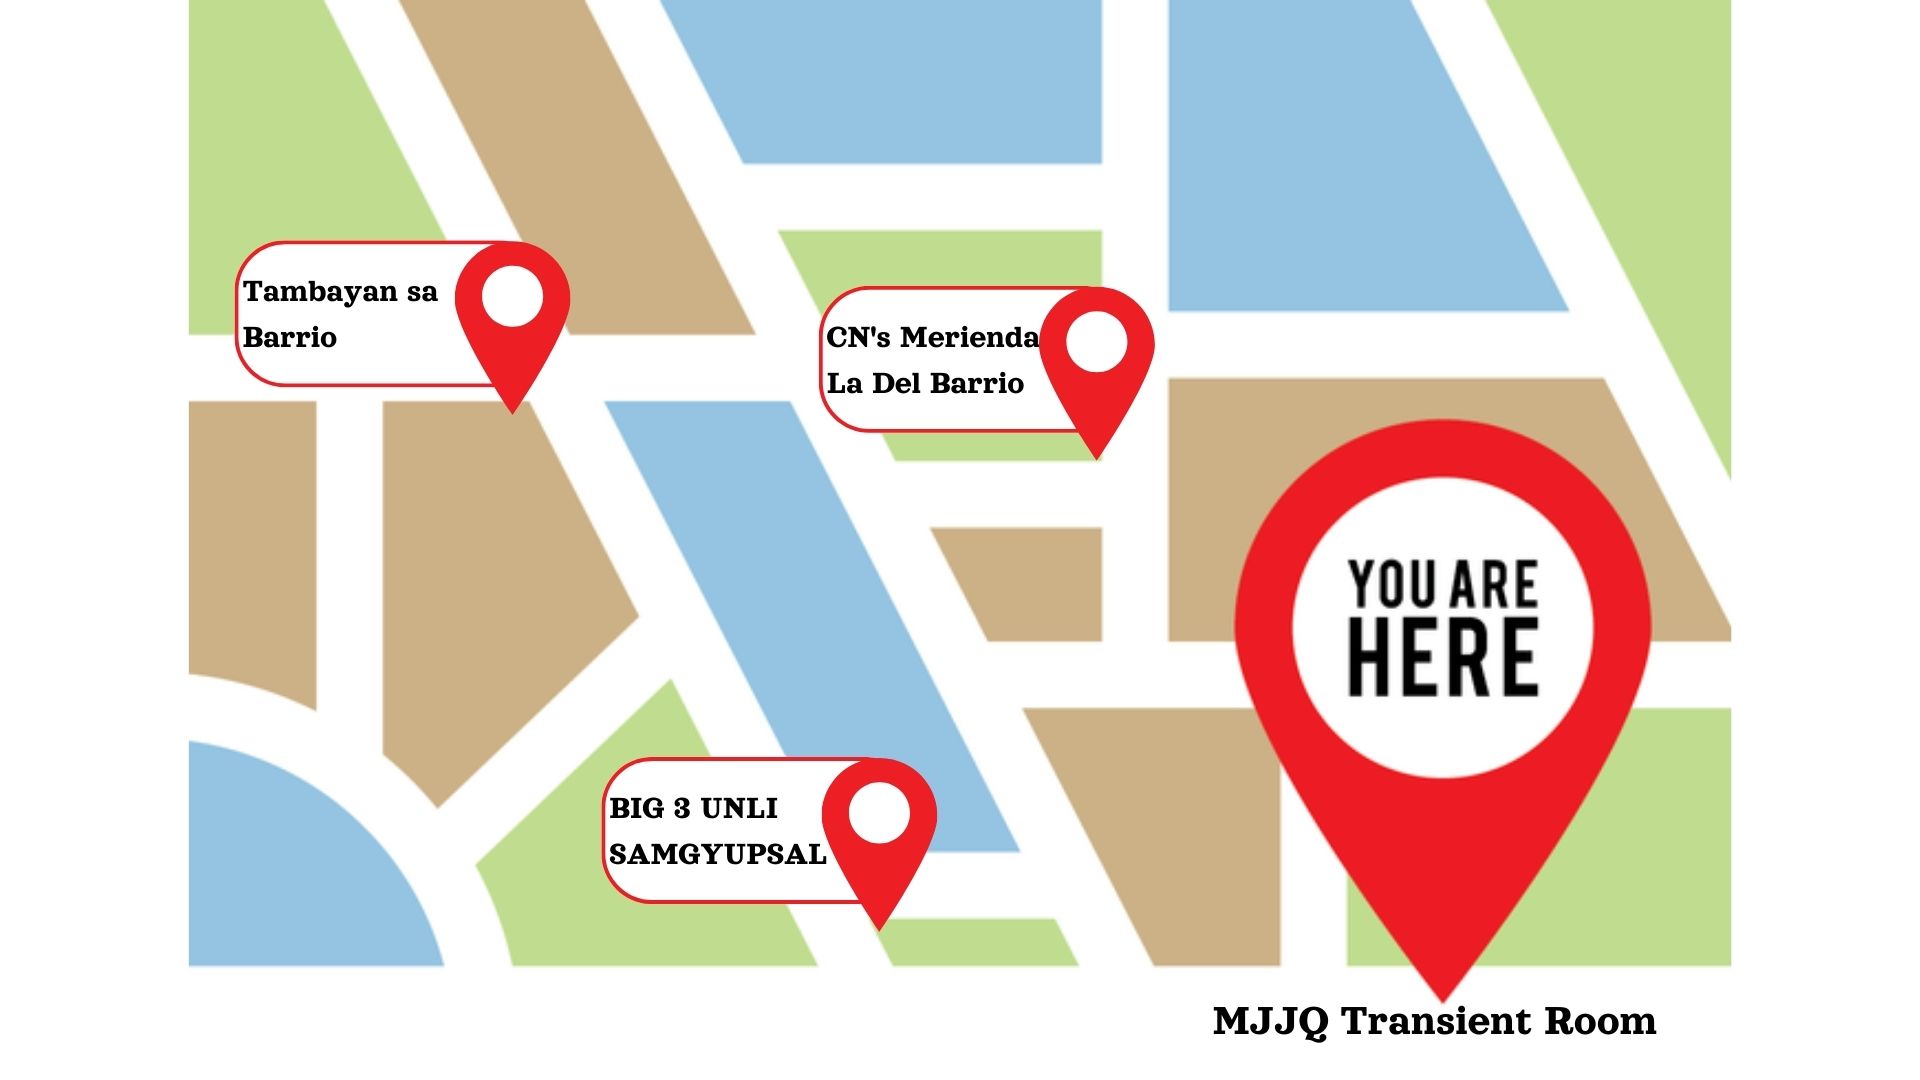 Tambayan sa
Barrio
CN's Merienda
La Del Barrio
YOU ARE
HERE
BIG 3 UNLI
SAMGYUPSAL
MJJQ Transient Room